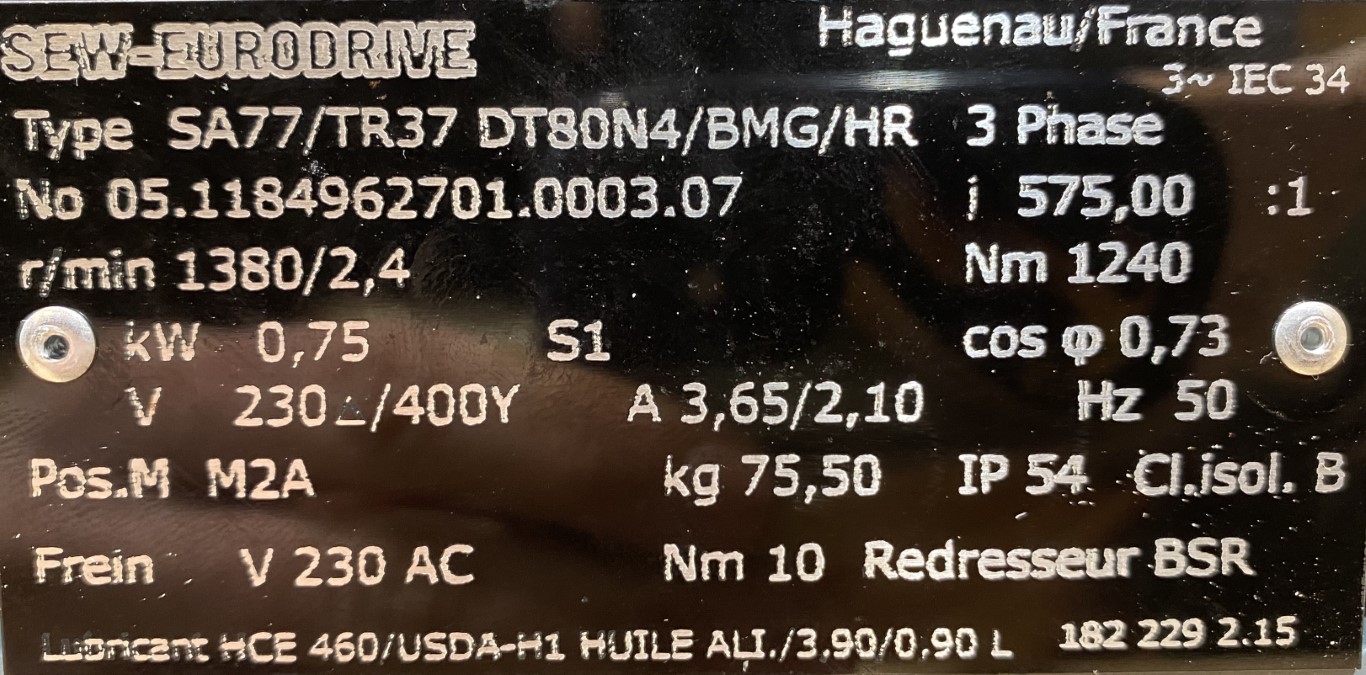 SEW-EURODRIVE Haguenau/France
3~ IEC 34
Type SA77/TR37 DT80N4/BMG/HR 3 Phase
No 05.1184962701.0003.07 i 575,00 :1
r/min 1380/2,4 Nm 1240
kW 0,75 S1 cos φ 0,73
V 230△/400Y A 3,65/2,10 Hz 50
Pos.M M2A kg 75,50 IP 54 Cl.isol. B
Frein V 230 AC Nm 10 Redresseur BSR
Lubricant HCE 460/USDA-H1 HUILE ALI./3.90/0,90 L 182 229 2.15